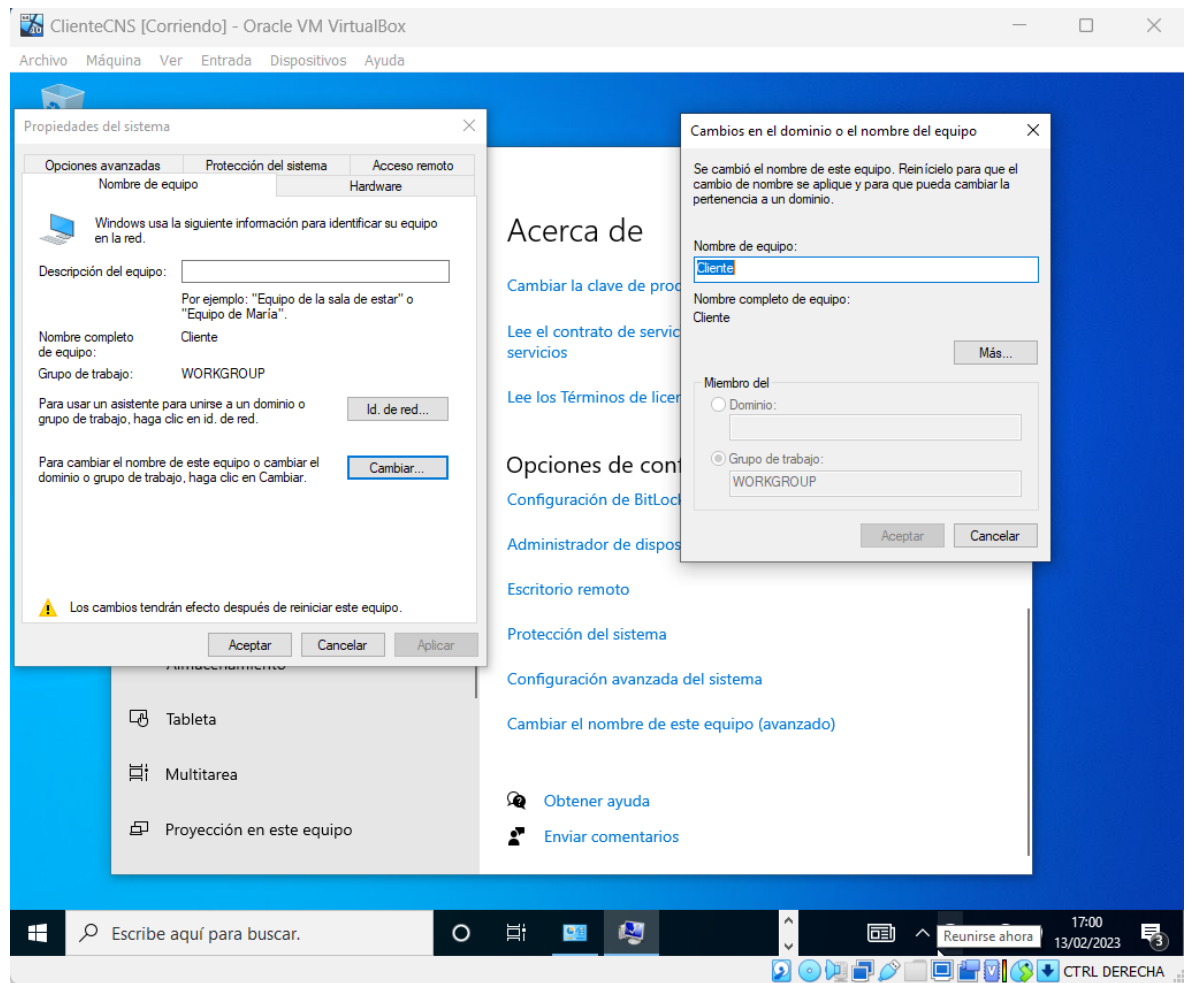 ClienteCNS [Corriendo] - Oracle VM VirtualBox
Archivo Máquina Ver Entrada Dispositivos Ayuda
Propiedades del sistema
Opciones avanzadas Protección del sistema Acceso remoto
Nombre de equipo Hardware
Windows usa la siguiente información para identificar su equipo
en la red.
Descripción del equipo:
Por ejemplo: "Equipo de la sala de estar" o
"Equipo de María".
Nombre completo
de equipo:
Cliente
Grupo de trabajo: WORKGROUP
Para usar un asistente para unirse a un dominio o
grupo de trabajo, haga clic en id. de red.
Id. de red...
Para cambiar el nombre de este equipo o cambiar el
dominio o grupo de trabajo, haga clic en Cambiar.
Cambiar...
Los cambios tendrán efecto después de reiniciar este equipo.
Aceptar Cancelar Aplicar
Tableta
Multitarea
Proyección en este equipo
Acerca de
Cambiar la clave de proc
Lee el contrato de servic
servicios
Lee los Términos de licer
Opciones de conf
Configuración de BitLoc
Administrador de dispos
Escritorio remoto
Protección del sistema
Configuración avanzada del sistema
Cambiar el nombre de este equipo (avanzado)
Obtener ayuda
Enviar comentarios
Cambios en el dominio o el nombre del equipo
Se cambió el nombre de este equipo. Reinícielo para que el
cambio de nombre se aplique y para que pueda cambiar la
pertenencia a un dominio.
Nombre de equipo:
Cliente
Nombre completo de equipo:
Cliente
Más...
Miembro del
Dominio:
Grupo de trabajo:
WORKGROUP
Aceptar Cancelar
Escribe aquí para buscar.
Reunirse ahora
17:00
13/02/2023
3
CTRL DERECHA